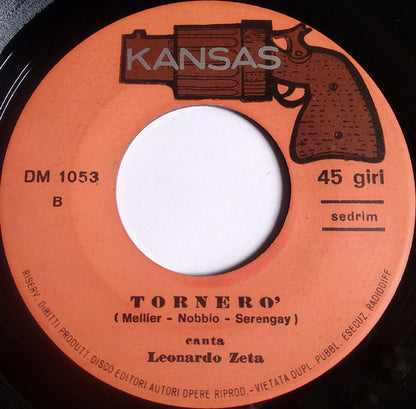 KANSAS
DM 1053
B
45 giri
sedrim
TORNERO'
( Mellier - Nobbio - Serengay )
canta
Leonardo Zeta
RISERV. DIRITTI PRODUT. DISCO EDITORI AUTORI OPERE RIPROD. - VIETATA DUPL. PUBBL. ESECUZ. RADIODIFF